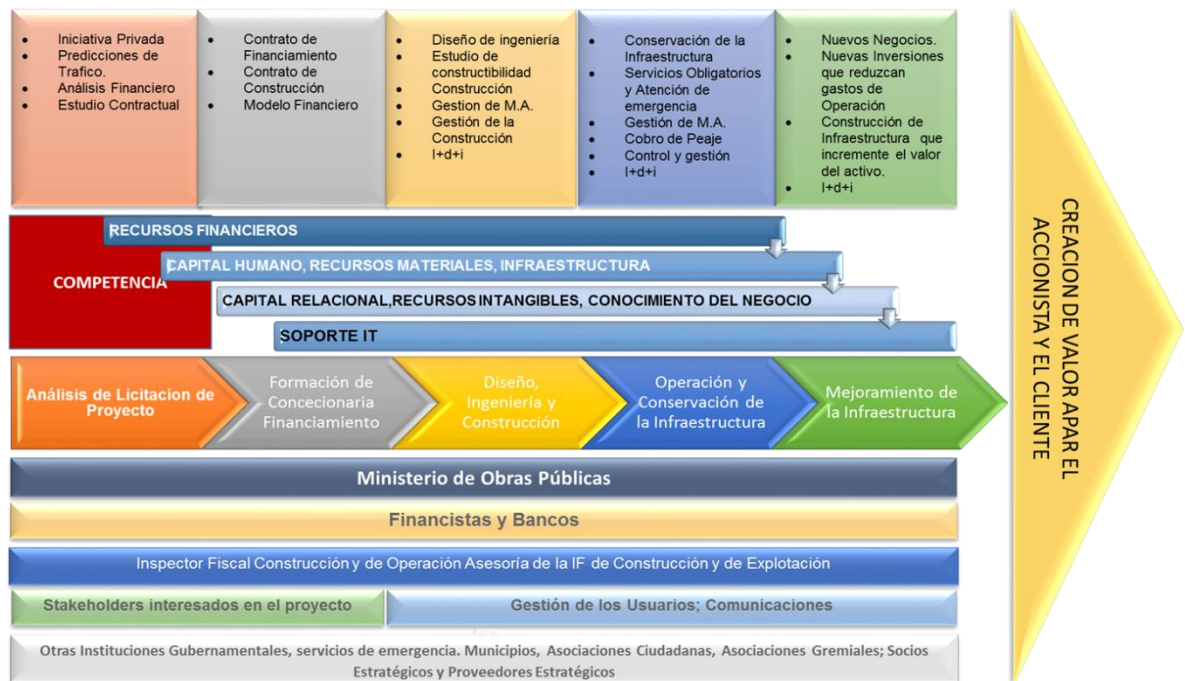 • Iniciativa Privada
• Predicciones de
Trafico.
• Análisis Financiero
• Estudio Contractual
• Contrato de
Financiamiento
• Contrato de
Construcción
• Modelo Financiero
• Diseño de ingeniería
• Estudio de
constructibilidad
• Construcción
• Gestion de M.A.
• Gestión de la
Construcción
• I+d+i
• Conservación de la
Infraestructura
• Servicios Obligatorios
y Atención de
emergencia
• Gestión de M.A.
• Cobro de Peaje
• Control y gestión
• I+d+i
• Nuevos Negocios.
• Nuevas Inversiones
que reduzcan
gastos de
Operación
• Construcción de
Infraestructura que
incremente el valor
del activo.
• I+d+i
RECURSOS FINANCIEROS
CAPITAL HUMANO, RECURSOS MATERIALES, INFRAESTRUCTURA
COMPETENCIA
CAPITAL RELACIONAL,RECURSOS INTANGIBLES, CONOCIMIENTO DEL NEGOCIO
SOPORTE IT
Análisis de Licitacion de
Proyecto
Formación de
Concecionaria
Financiamiento
Diseño,
Ingeniería y
Construcción
Operación y
Conservación de
la Infraestructura
Mejoramiento de
la Infraestructura
CREACION DE VALOR APAR EL
ACCIONISTA Y EL CLIENTE
Ministerio de Obras Públicas
Financistas y Bancos
Inspector Fiscal Construcción y de Operación Asesoría de la IF de Construcción y de Explotación
Stakeholders interesados en el proyecto
Gestión de los Usuarios; Comunicaciones
Otras Instituciones Gubernamentales, servicios de emergencia. Municipios, Asociaciones Ciudadanas, Asociaciones Gremiales; Socios
Estratégicos y Proveedores Estratégicos